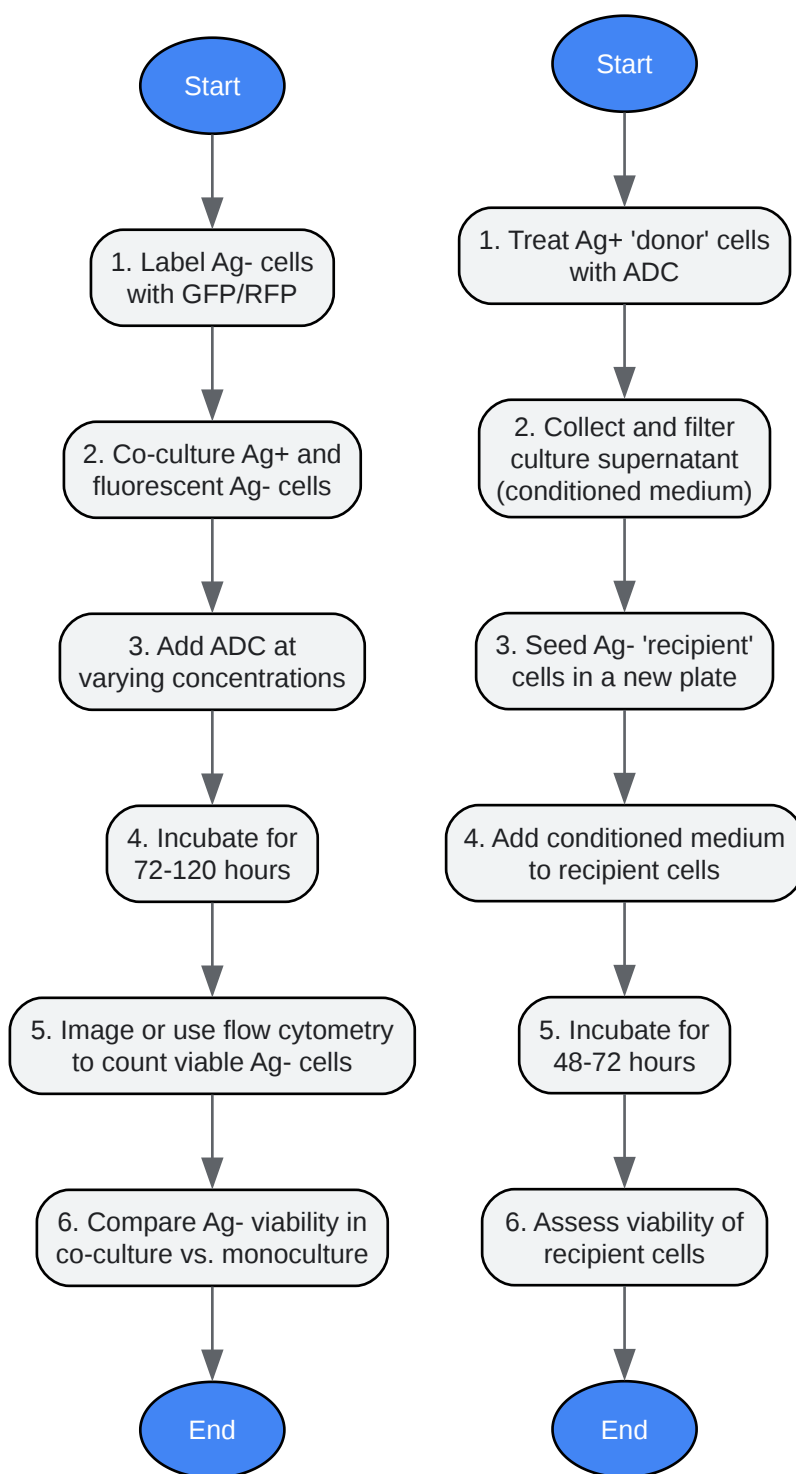 Start
1. Label Ag- cells
with GFP/RFP
2. Co-culture Ag+ and
fluorescent Ag- cells
3. Add ADC at
varying concentrations
4. Incubate for
72-120 hours
5. Image or use flow cytometry
to count viable Ag- cells
6. Compare Ag- viability in
co-culture vs. monoculture
End
Start
1. Treat Ag+ 'donor' cells
with ADC
2. Collect and filter
culture supernatant
(conditioned medium)
3. Seed Ag- 'recipient'
cells in a new plate
4. Add conditioned medium
to recipient cells
5. Incubate for
48-72 hours
6. Assess viability of
recipient cells
End